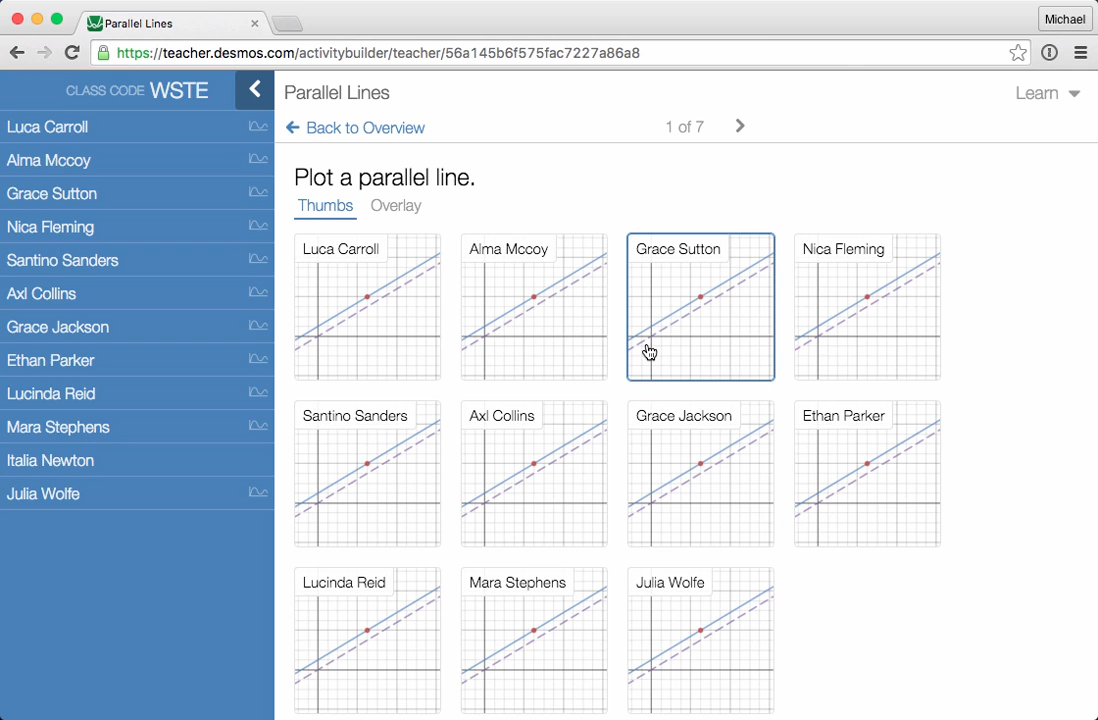 Parallel Lines
Michael
https://teacher.desmos.com/activitybuilder/teacher/56a145b6f575fac7227a86a8
CLASS CODE WSTE
Luca Carroll
Alma Mccoy
Grace Sutton
Nica Fleming
Santino Sanders
Axl Collins
Grace Jackson
Ethan Parker
Lucinda Reid
Mara Stephens
Italia Newton
Julia Wolfe
Parallel Lines
Learn
Back to Overview
1 of 7
Plot a parallel line.
Thumbs Overlay
Luca Carroll
Alma Mccoy
Grace Sutton
Nica Fleming
Santino Sanders
Axl Collins
Grace Jackson
Ethan Parker
Lucinda Reid
Mara Stephens
Julia Wolfe